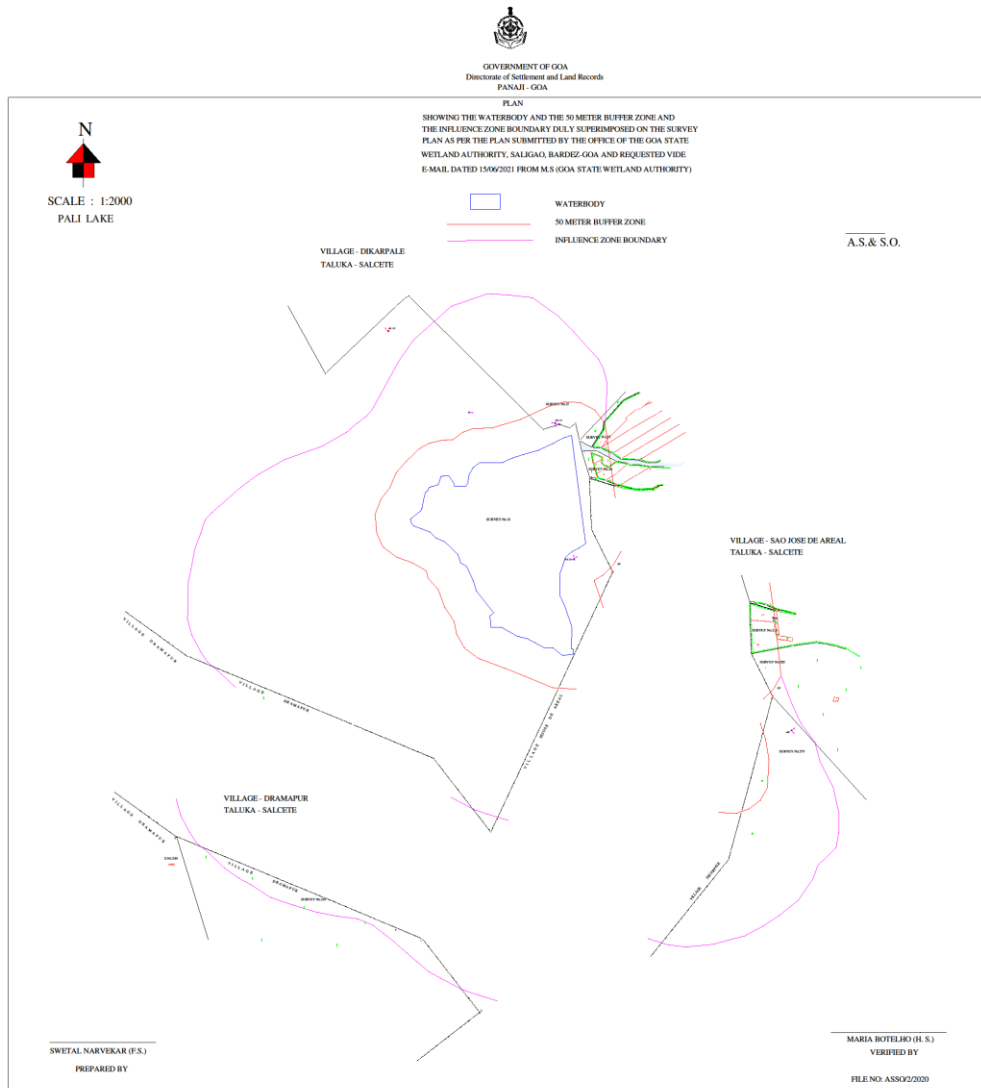 GOVERNMENT OF GOA
Directorate of Settlement and Land Records
PANAJI - GOA
PLAN
SHOWING THE WATERBODY AND THE 50 METER BUFFER ZONE AND
THE INFLUENCE ZONE BOUNDARY DULY SUPERIMPOSED ON THE SURVEY
PLAN AS PER THE PLAN SUBMITTED BY THE OFFICE OF THE GOA STATE
WETLAND AUTHORITY, SALIGAO, BARDEZ-GOA AND REQUESTED VIDE
E-MAIL DATED 15/06/2021 FROM M.S (GOA STATE WETLAND AUTHORITY)
N
SCALE : 1:2000
PALI LAKE
WATERBODY
50 METER BUFFER ZONE
INFLUENCE ZONE BOUNDARY
A.S.& S.O.
VILLAGE - DIKARPALE
TALUKA - SALCETE
VILLAGE - SAO JOSE DE AREAL
TALUKA - SALCETE
VILLAGE DRAMAPUR
VILLAGE DRAMAPUR
VILLAGE - DRAMAPUR
TALUKA - SALCETE
VILLAGE DRAMAPUR
VILLAGE DRAMAPUR
SWETAL NARVEKAR (F.S.)
PREPARED BY
MARIA BOTELHO (H. S.)
VERIFIED BY
FILE NO: ASSO/2/2020